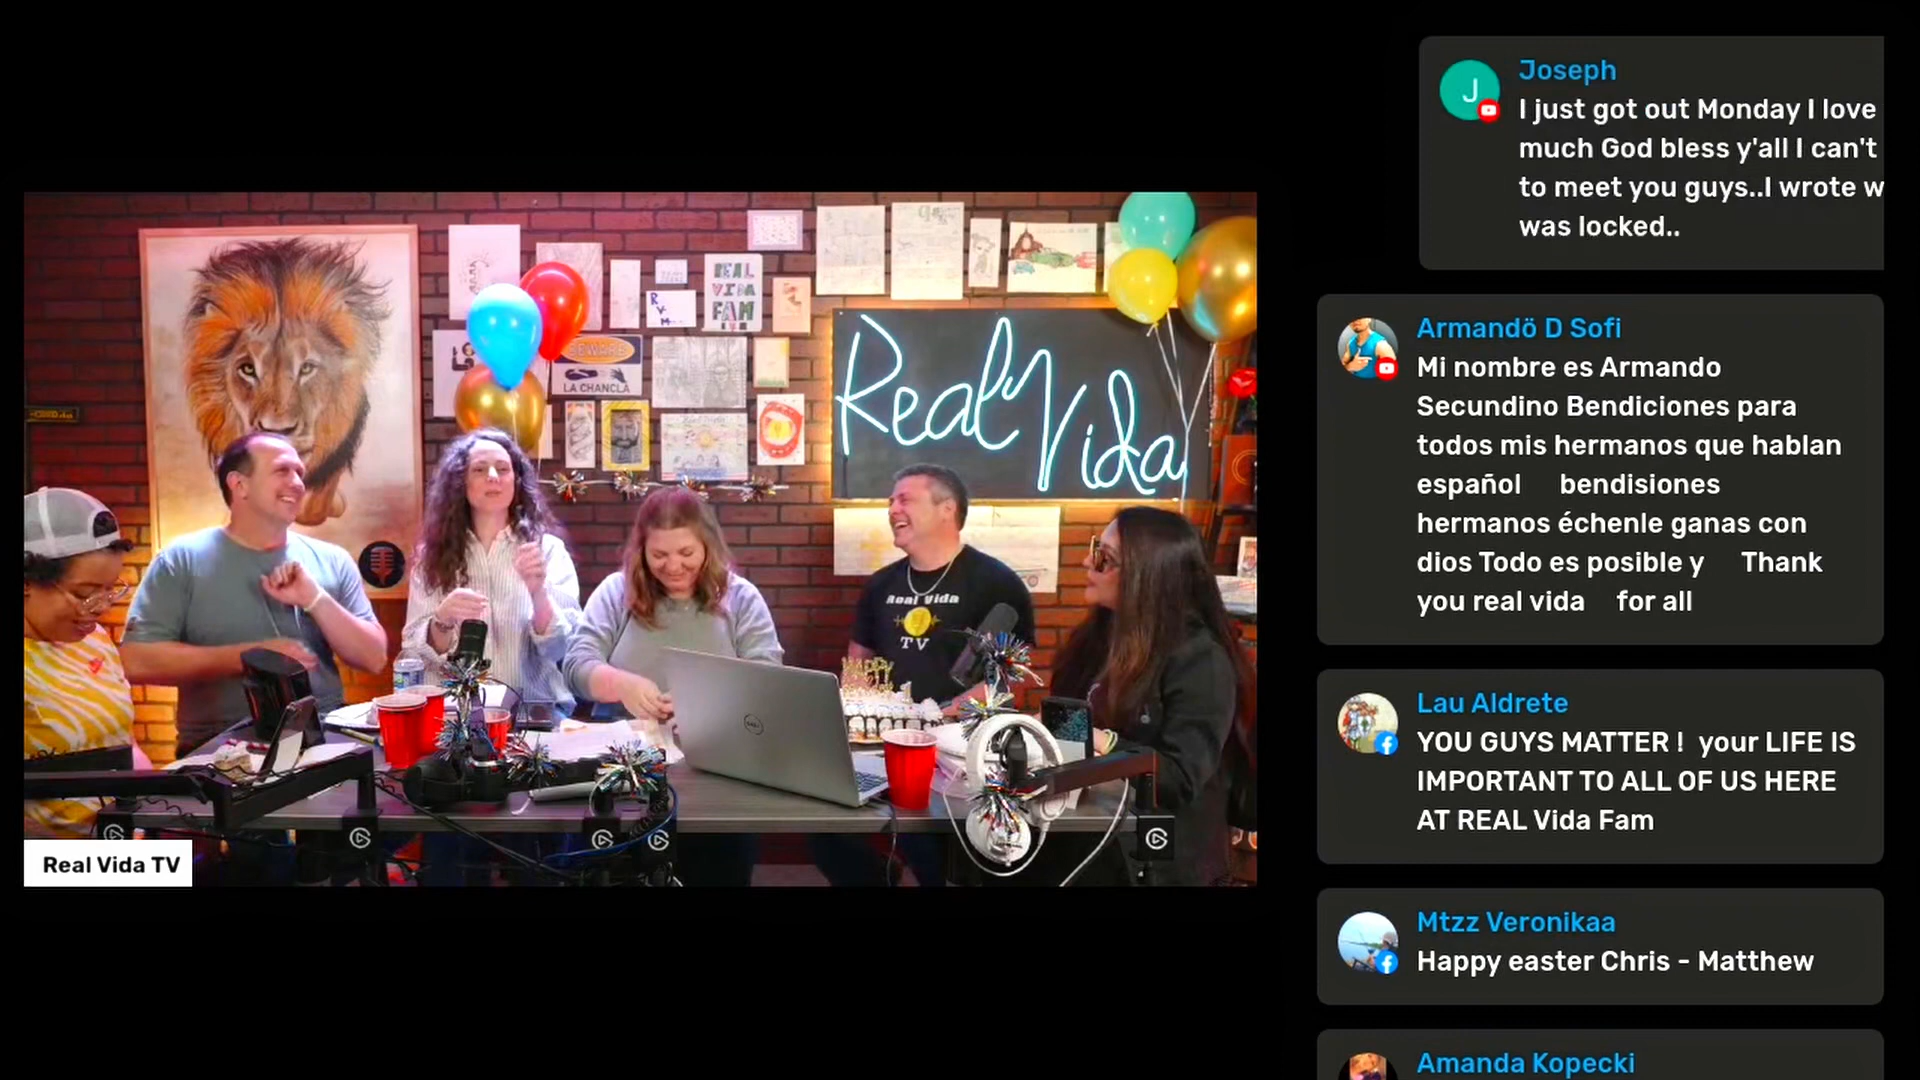 Joseph
I just got out Monday I love
much God bless y'all I can't
to meet you guys..I wrote w
was locked..
Armandö D Sofi
Mi nombre es Armando
Secundino Bendiciones para
todos mis hermanos que hablan
español bendisiones
hermanos échenle ganas con
dios Todo es posible y Thank
you real vida for all
Lau Aldrete
YOU GUYS MATTER ! your LIFE IS
IMPORTANT TO ALL OF US HERE
AT REAL Vida Fam
Mtzz Veronikaa
Happy easter Chris - Matthew
Amanda Kopecki
J
REAL
VIDA
FAM
BEWARE
LA CHANCLA
Real Vida
Real Vida
TV
HAPPY
DELL
Real Vida TV